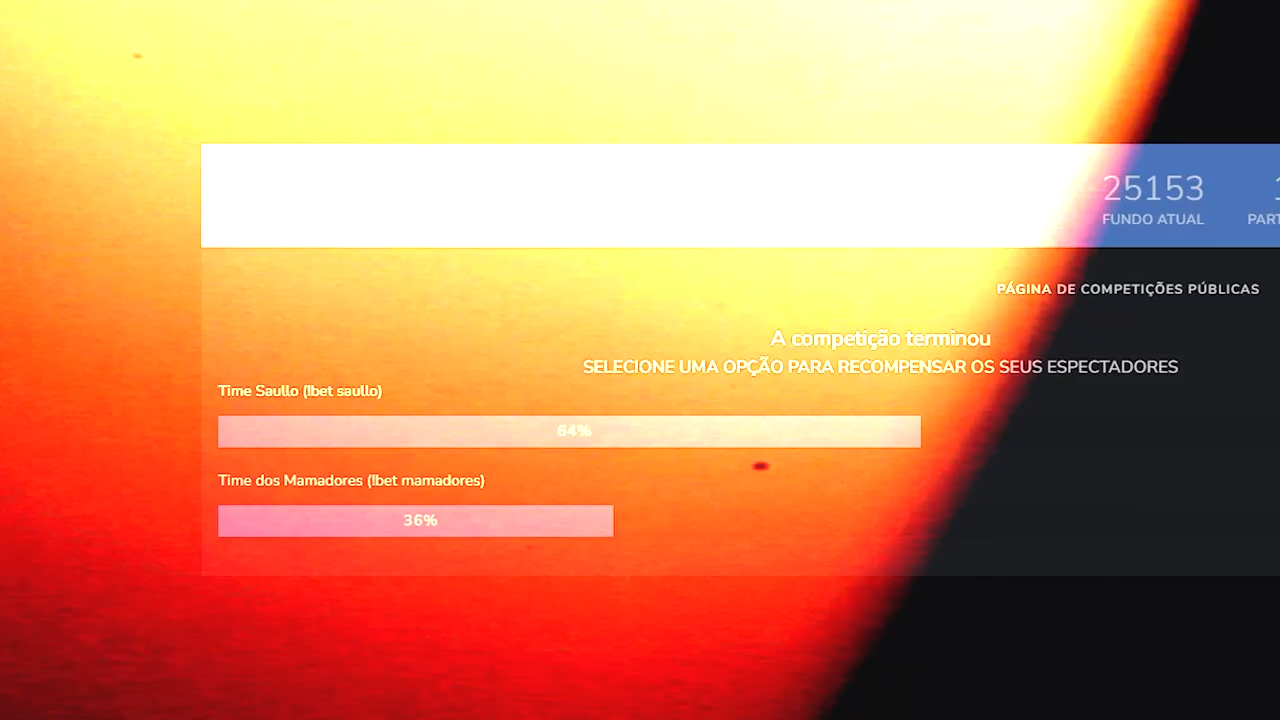 25153
FUNDO ATUAL
PÁGINA DE COMPETIÇÕES PÚBLICAS
A competição terminou
SELECIONE UMA OPÇÃO PARA RECOMPENSAR OS SEUS ESPECTADORES
Time Saullo (!bet saullo)
64%
Time dos Mamadores (!bet mamadores)
36%